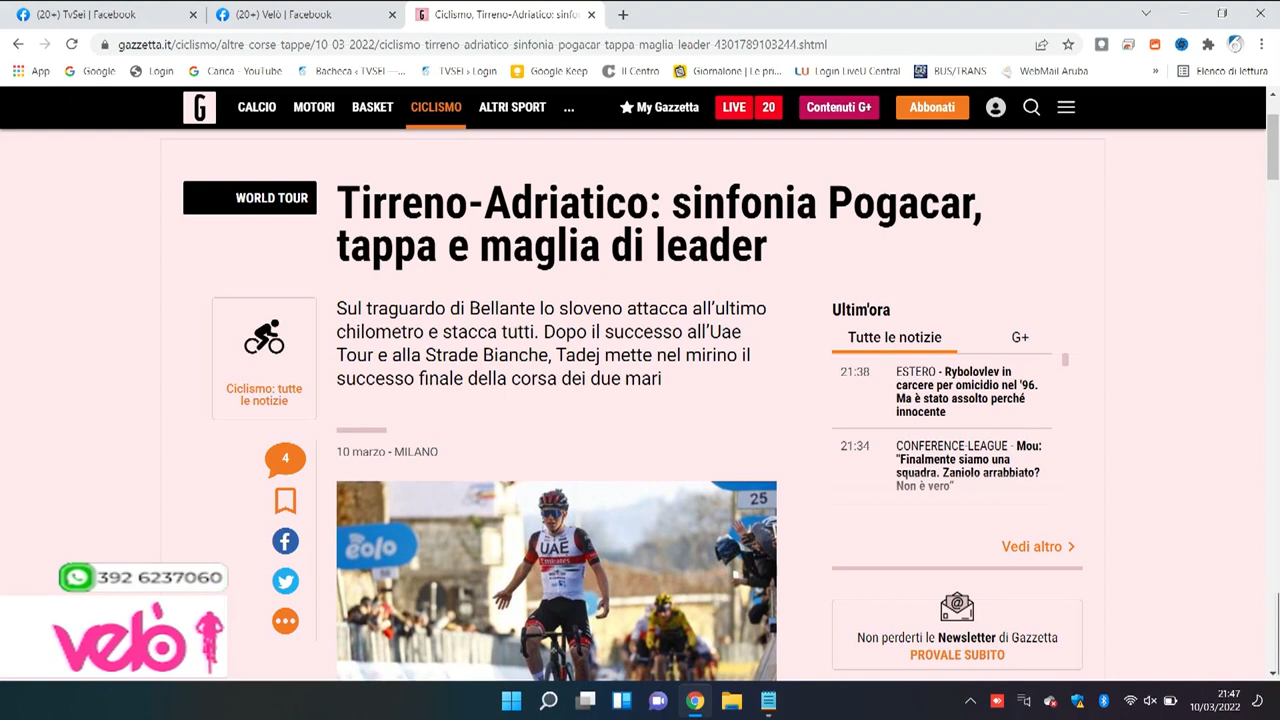 (20+) TvSei | Facebook
(20+) Velò | Facebook
Ciclismo, Tirreno-Adriatico: sinfo
gazzetta.it/ciclismo/altre-corse-tappe/10-03-2022/ciclismo-tirreno-adriatico-sinfonia-pogacar-tappa-maglia-leader-4301789103244.shtml
App
Google
Login
Carica - YouTube
Bacheca ‹ TVSEI —...
TVSEI › Login
Google Keep
Il Centro
Giornalone | Le pri...
LU Login LiveU Central
BUS/TRANS
WebMail Aruba
»
Elenco di lettura
G
CALCIO
MOTORI
BASKET
CICLISMO
ALTRI SPORT
...
My Gazzetta
LIVE 20
Contenuti G+
Abbonati
WORLD TOUR
Tirreno-Adriatico: sinfonia Pogacar,
tappa e maglia di leader
Sul traguardo di Bellante lo sloveno attacca all'ultimo
chilometro e stacca tutti. Dopo il successo all'Uae
Tour e alla Strade Bianche, Tadej mette nel mirino il
successo finale della corsa dei due mari
Ciclismo: tutte
le notizie
4
10 marzo - MILANO
25
eolo
UAE
Emirates
Ultim'ora
Tutte le notizie
G+
21:38
ESTERO - Rybolovlev in
carcere per omicidio nel '96.
Ma è stato assolto perché
innocente
21:34
CONFERENCE-LEAGUE - Mou:
"Finalmente siamo una
squadra. Zaniolo arrabbiato?
Non è vero"
Vedi altro
Non perderti le Newsletter di Gazzetta
PROVALE SUBITO
392 6237060
velò
21:47
10/03/2022